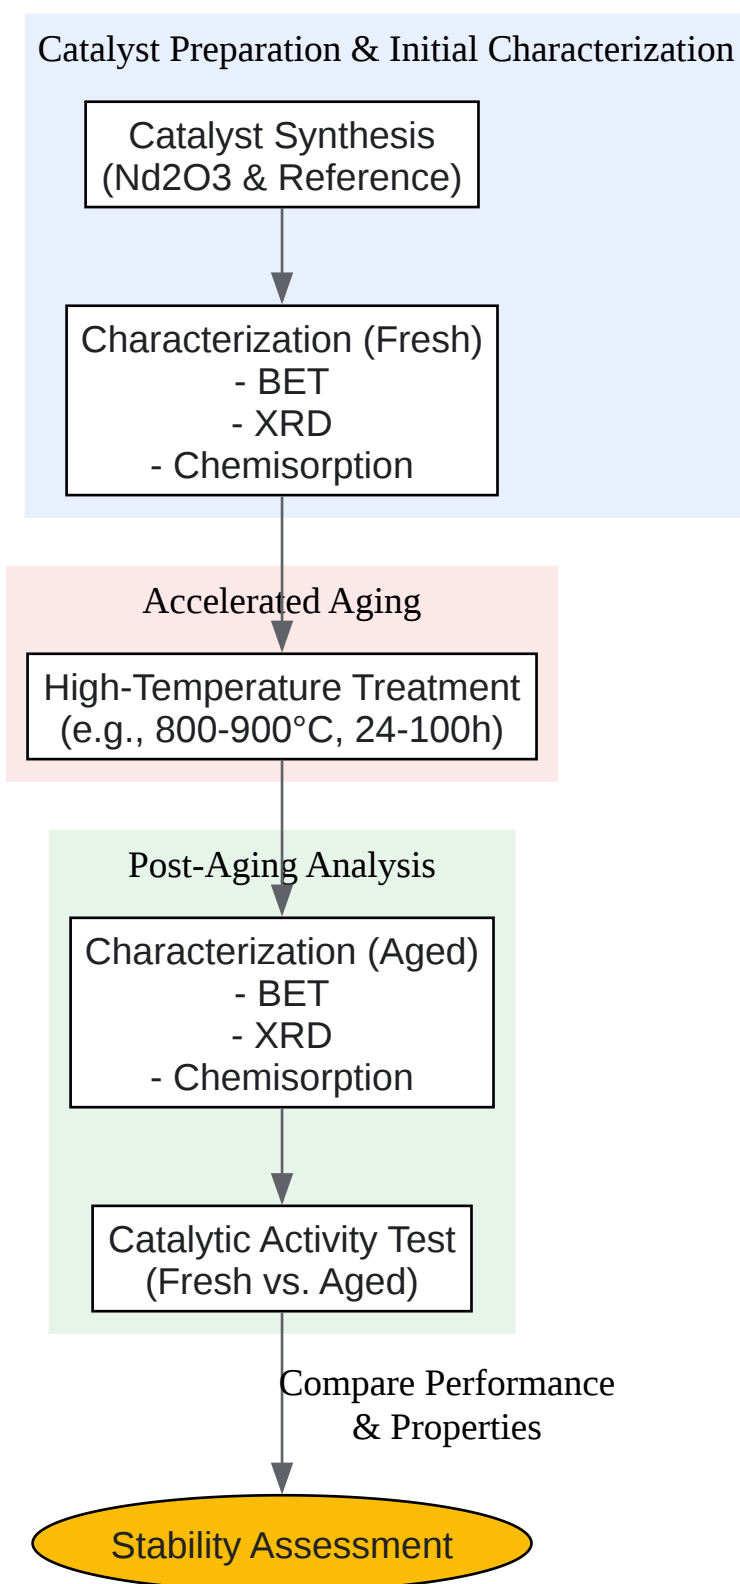 Catalyst Preparation & Initial Characterization
Catalyst Synthesis
(Nd2O3 & Reference)
Characterization (Fresh)
- BET
- XRD
- Chemisorption
Accelerated Aging
High-Temperature Treatment
(e.g., 800-900°C, 24-100h)
Post-Aging Analysis
Characterization (Aged)
- BET
- XRD
- Chemisorption
Catalytic Activity Test
(Fresh vs. Aged)
Compare Performance
& Properties
Stability Assessment